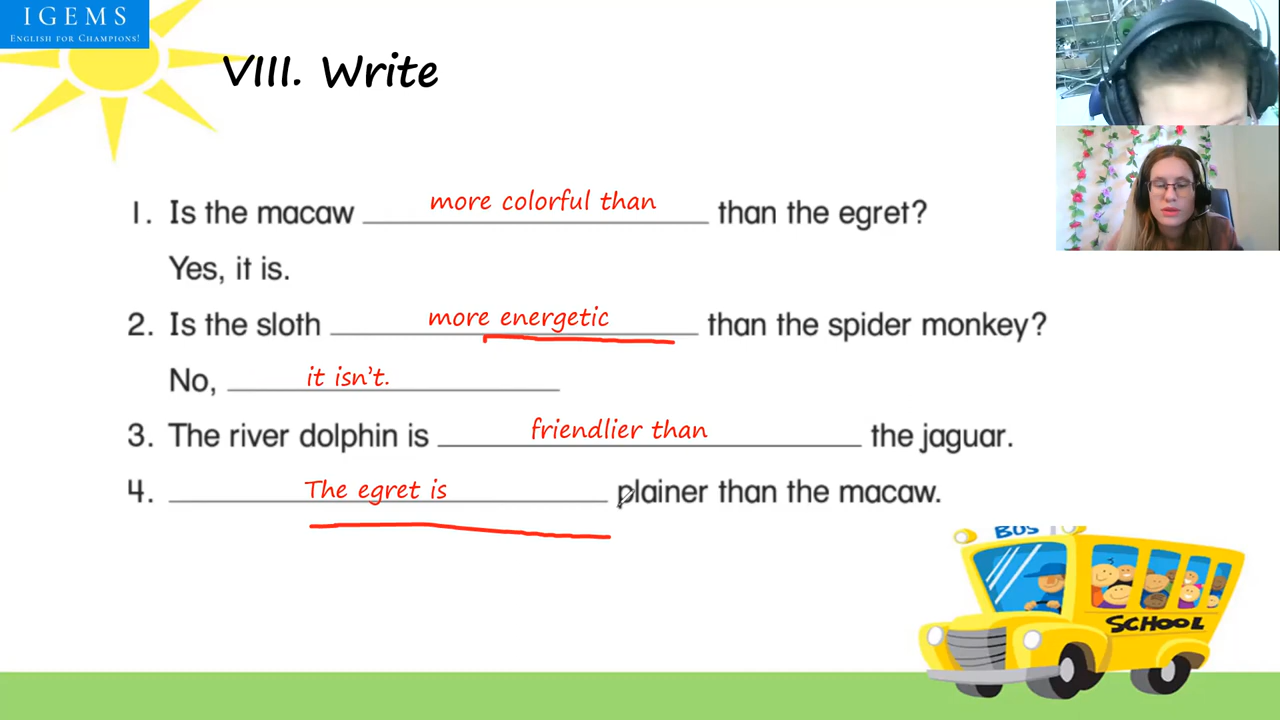 IGEMS
ENGLISH FOR CHAMPIONS!
VIII. Write
1. Is the macaw more colorful than than the egret?
Yes, it is.
2. Is the sloth more energetic than the spider monkey?
No, it isn't.
3. The river dolphin is friendlier than the jaguar.
4. The egret is plainer than the macaw.
BUS
SCHOOL